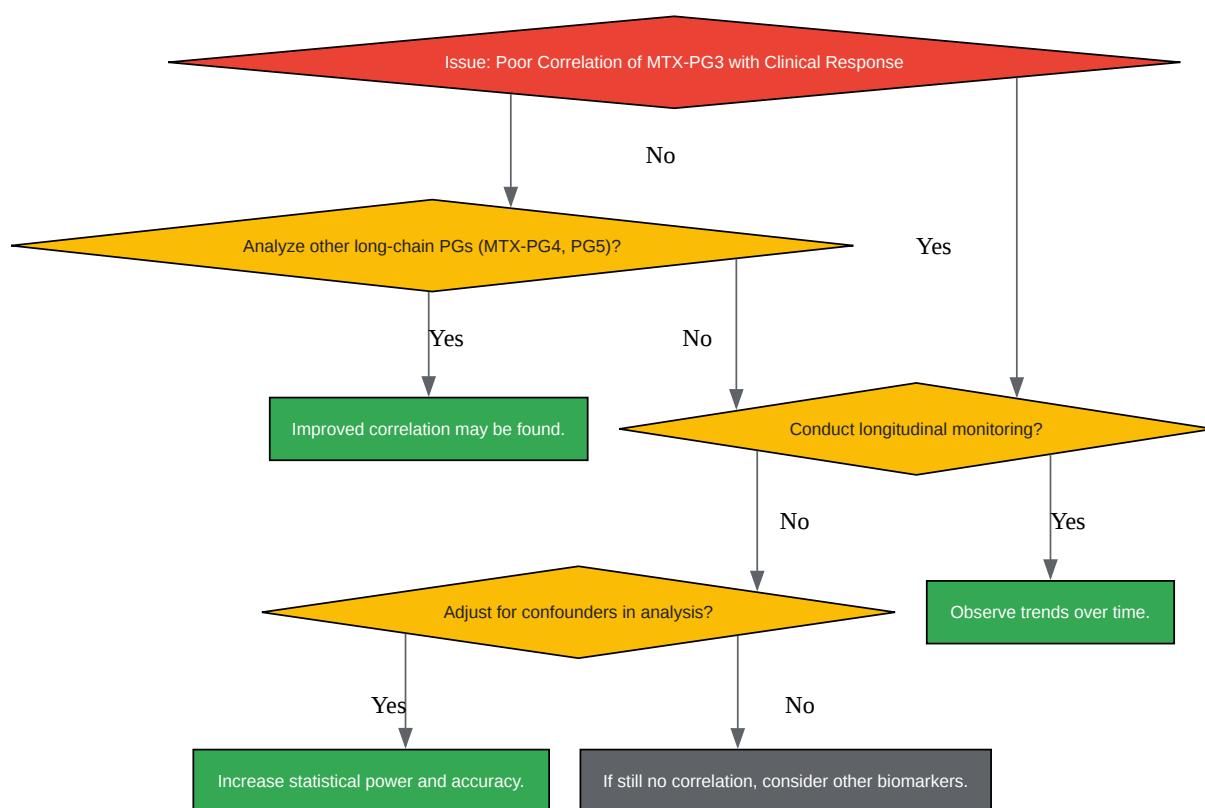 Issue: Poor Correlation of MTX-PG3 with Clinical Response
No
Analyze other long-chain PGs (MTX-PG4, PG5)?
Yes
Yes
No
Improved correlation may be found.
Conduct longitudinal monitoring?
No
Yes
Adjust for confounders in analysis?
Observe trends over time.
Yes
No
Increase statistical power and accuracy.
If still no correlation, consider other biomarkers.